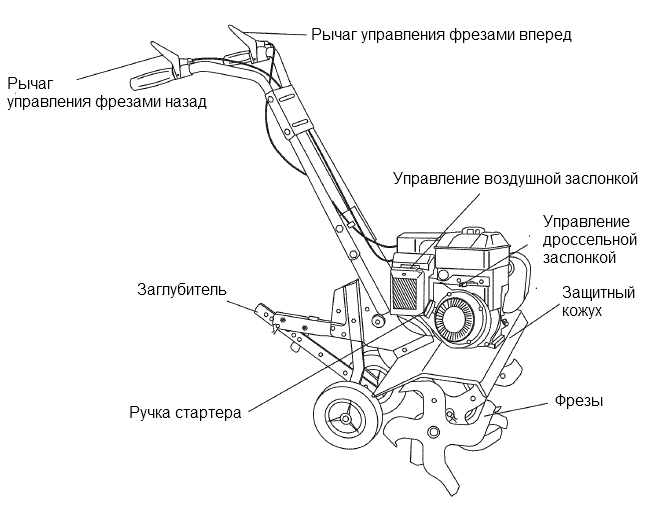 Рычаг управления фрезами вперед
Рычаг
управления фрезами назад
Управление воздушной заслонкой
Управление
дроссельной
заслонкой
Заглубитель
Защитный
кожух
Ручка стартера
Фрезы